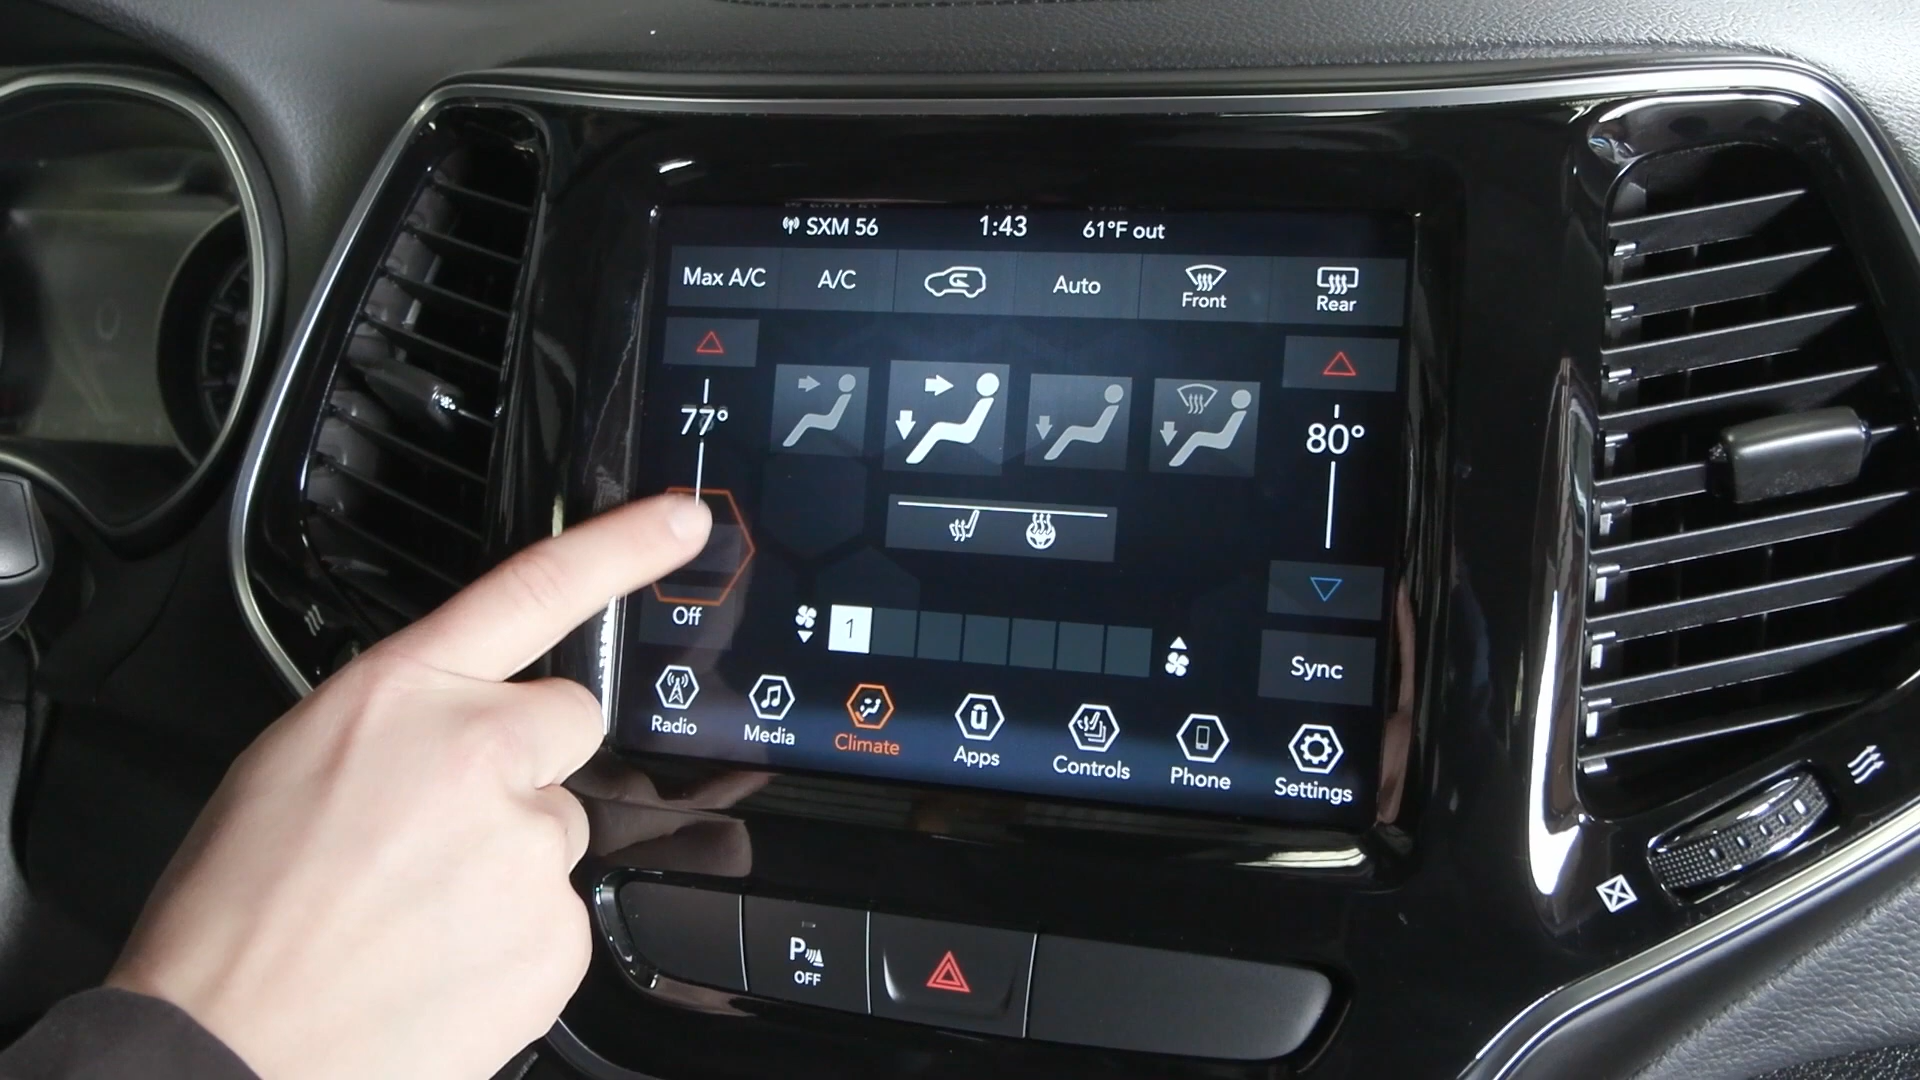 SXM 56 1:43 61°F out
Max A/C A/C Auto Front Rear
77° 80°
Off 1 Sync
Radio Media Climate Apps Controls Phone Settings
P OFF